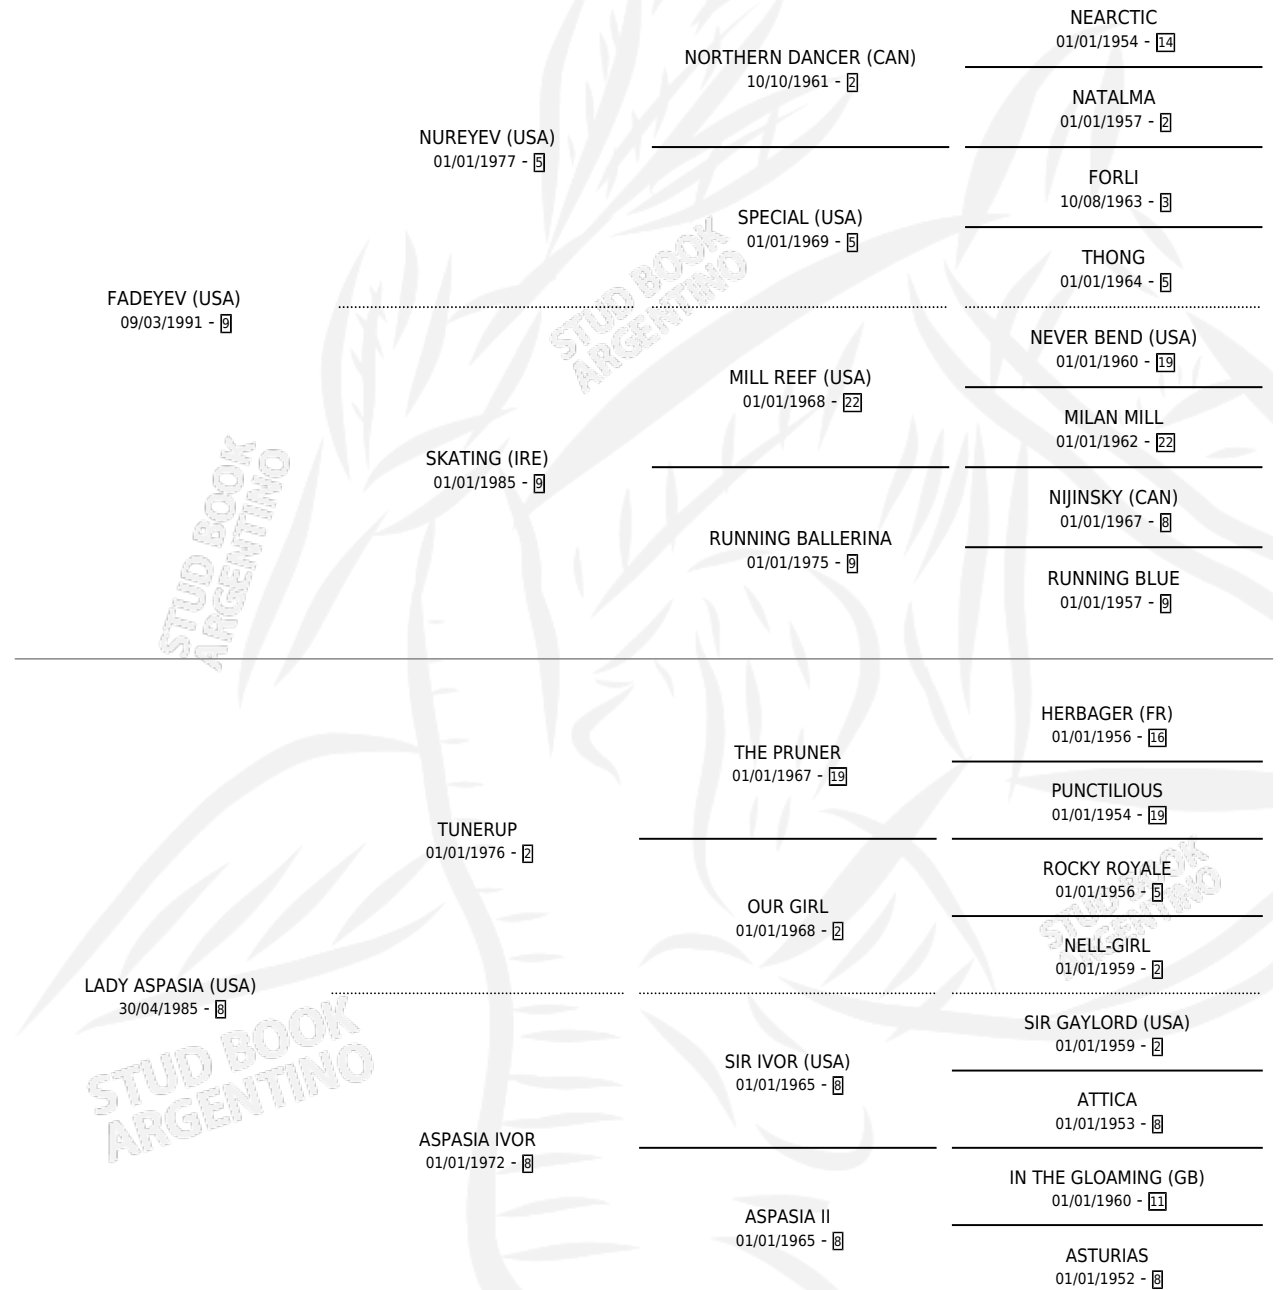 NEARCTIC
01/01/1954 - 14
NORTHERN DANCER (CAN)
10/10/1961 - 2
NATALMA
01/01/1957 - 2
NUREYEV (USA)
01/01/1977 - 5
FORLI
10/08/1963 - 3
SPECIAL (USA)
01/01/1969 - 5
THONG
01/01/1964 - 5
FADEYEV (USA)
09/03/1991 - 9
NEVER BEND (USA)
01/01/1960 - 19
MILL REEF (USA)
01/01/1968 - 22
MILAN MILL
01/01/1962 - 22
SKATING (IRE)
01/01/1985 - 9
NIJINSKY (CAN)
01/01/1967 - 8
RUNNING BALLERINA
01/01/1975 - 9
RUNNING BLUE
01/01/1957 - 9
STUD BOOK
ARGENTINO
STUD BOOK
ARGENTINO
HERBAGER (FR)
01/01/1956 - 16
THE PRUNER
01/01/1967 - 19
PUNCTILIOUS
01/01/1954 - 19
TUNERUP
01/01/1976 - 2
ROCKY ROYALE
01/01/1956 - 5
OUR GIRL
01/01/1968 - 2
NELL-GIRL
01/01/1959 - 2
LADY ASPASIA (USA)
30/04/1985 - 8
SIR GAYLORD (USA)
01/01/1959 - 2
SIR IVOR (USA)
01/01/1965 - 8
ATTICA
01/01/1953 - 8
ASPASIA IVOR
01/01/1972 - 8
IN THE GLOAMING (GB)
01/01/1960 - 11
ASPASIA II
01/01/1965 - 8
ASTURIAS
01/01/1952 - 8
STUD BOOK
ARGENTINO
STUD BOOK
ARGENTINO